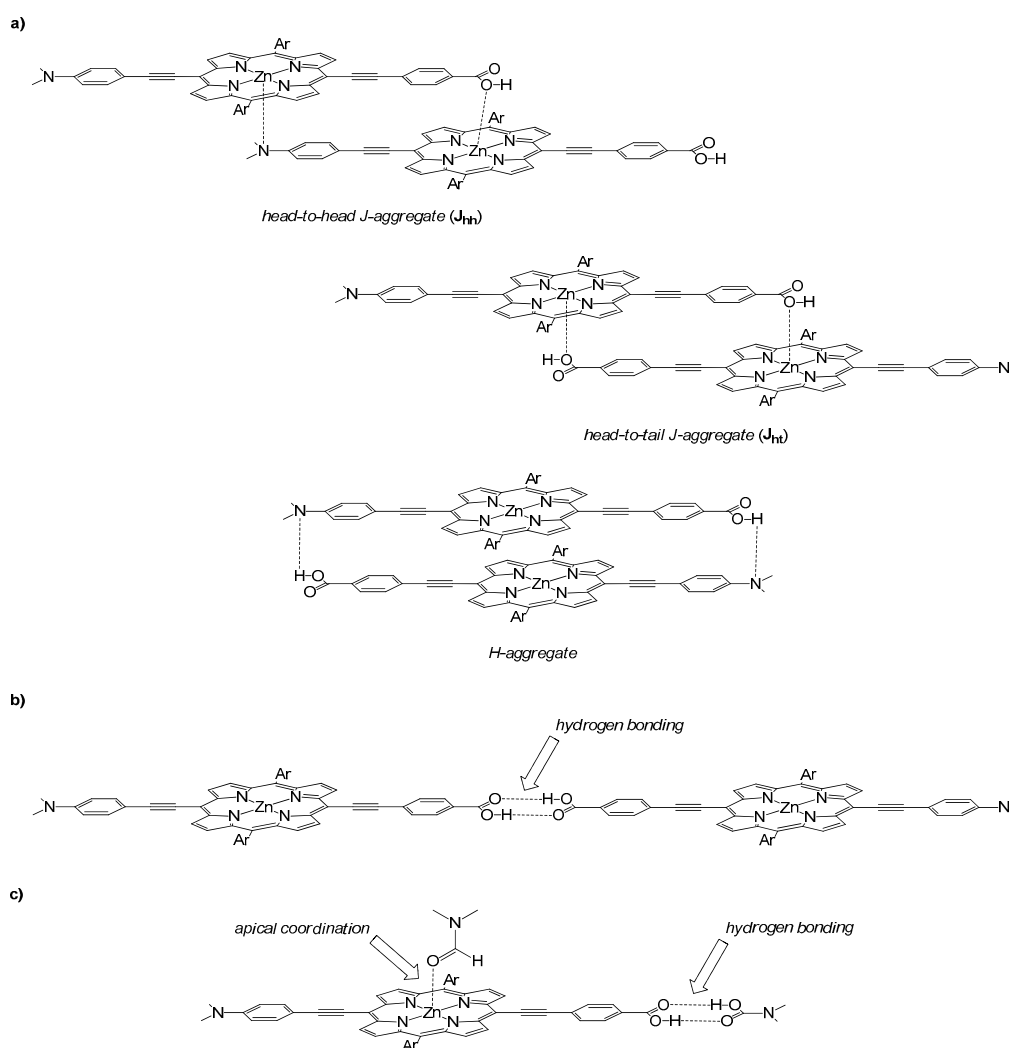 a)
Ar
N N
N Zn O
N N O-H
Ar Ar
N N N O
Zn O-H
N N
Ar
head-to-head J-aggregate (Jhh)
Ar
N N
N Zn O
N N O-H
Ar Ar
H-O N N
O Zn N
N N
Ar
head-to-tail J-aggregate (Jht)
Ar
N N O
N Zn O-H
N N
Ar Ar
H-O N N
O Zn N
N N
Ar
H-aggregate
b)
hydrogen bonding
Ar Ar
N N O H-O N N
N Zn Zn N
N N O-H O N N
Ar Ar
c)
apical coordination
hydrogen bonding
N
O H
Ar
N N O H-O
N Zn N
N N O-H O
Ar